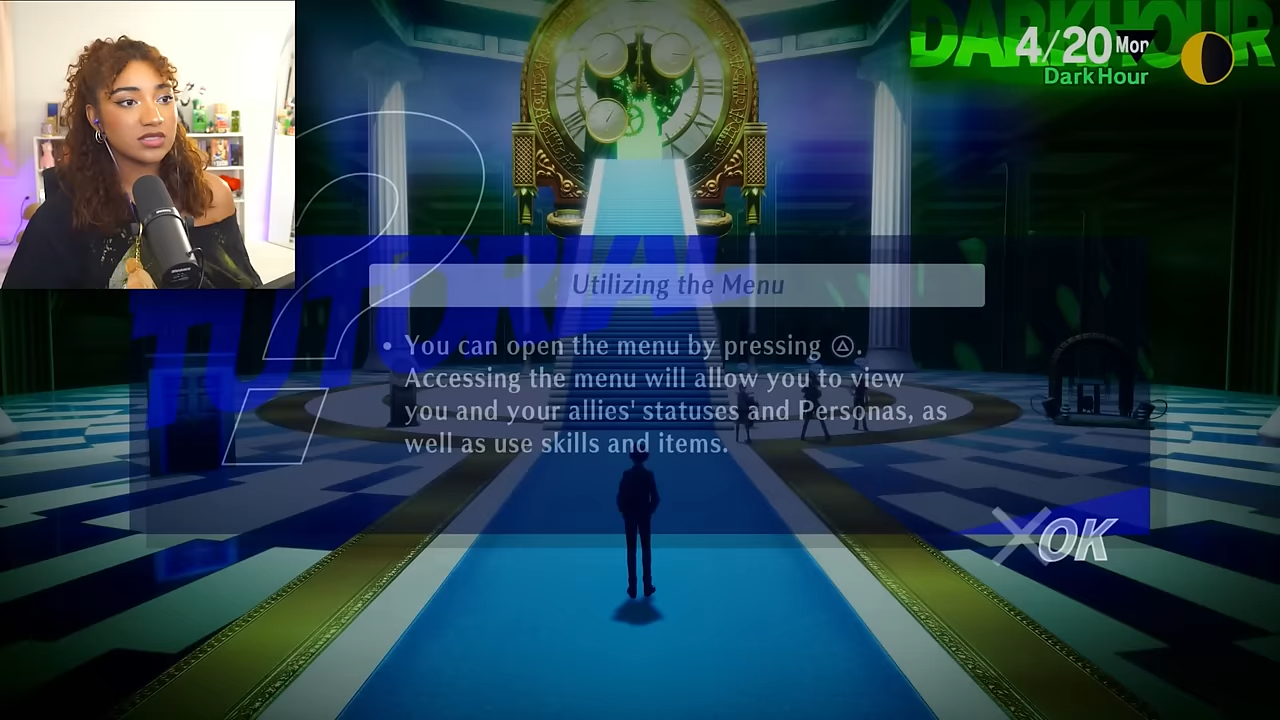 DARKHOUR
4/20 Mon
Dark Hour
TUTORIAL
Utilizing the Menu
• You can open the menu by pressing △.
Accessing the menu will allow you to view
you and your allies' statuses and Personas, as
well as use skills and items.
OK